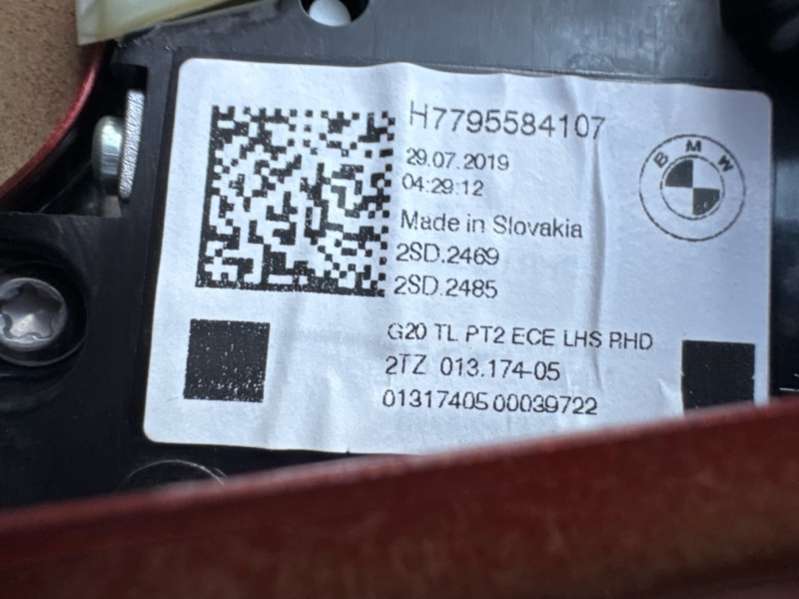 H7795584107
29.07.2019
04:29:12
Made in Slovakia
2SD.2469
2SD.2485
G20 TL PT2 ECE LHS RHD
2TZ 013.174-05
01317405 00039722
BMW